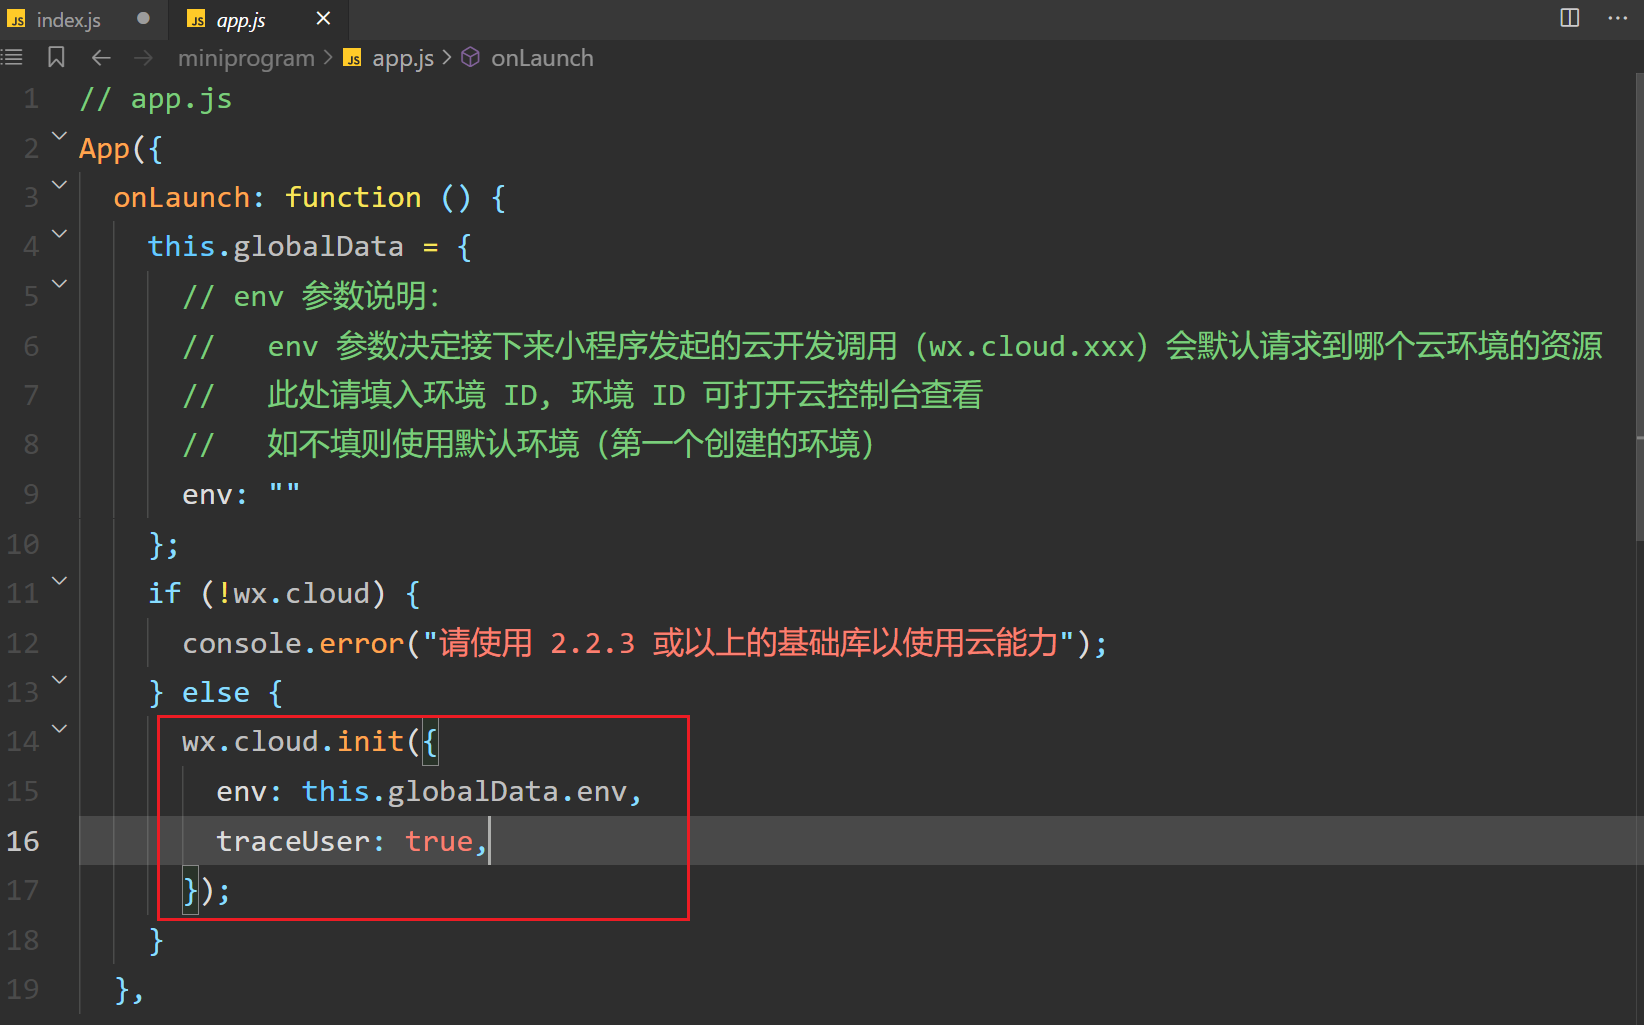 JS index.js JS app.js
miniprogram JS app.js onLaunch
1 // app.js
2 App({
3 onLaunch: function () {
4 this.globalData = {
5 // env 参数说明：
6 // env 参数决定接下来小程序发起的云开发调用（wx.cloud.xxx）会默认请求到哪个云环境的资源
7 // 此处请填入环境 ID, 环境 ID 可打开云控制台查看
8 // 如不填则使用默认环境（第一个创建的环境）
9 env: ""
10 };
11 if (!wx.cloud) {
12 console.error("请使用 2.2.3 或以上的基础库以使用云能力");
13 } else {
14 wx.cloud.init({
15 env: this.globalData.env,
16 traceUser: true,
17 });
18 }
19 },